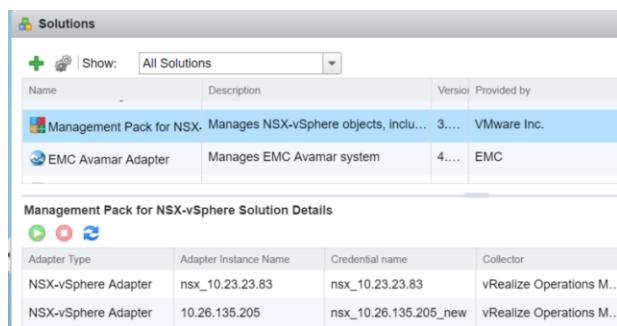 Solutions
Show: All Solutions
Name Description Version Provided by
Management Pack for NSX- Manages NSX-vSphere objects, inclu... 3.... VMware Inc.
EMC Avamar Adapter Manages EMC Avamar system 4.... EMC
Management Pack for NSX-vSphere Solution Details
Adapter Type Adapter Instance Name Credential name Collector
NSX-vSphere Adapter nsx_10.23.23.83 nsx_10.23.23.83 vRealize Operations M...
NSX-vSphere Adapter 10.26.135.205 nsx_10.26.135.205_new vRealize Operations M...